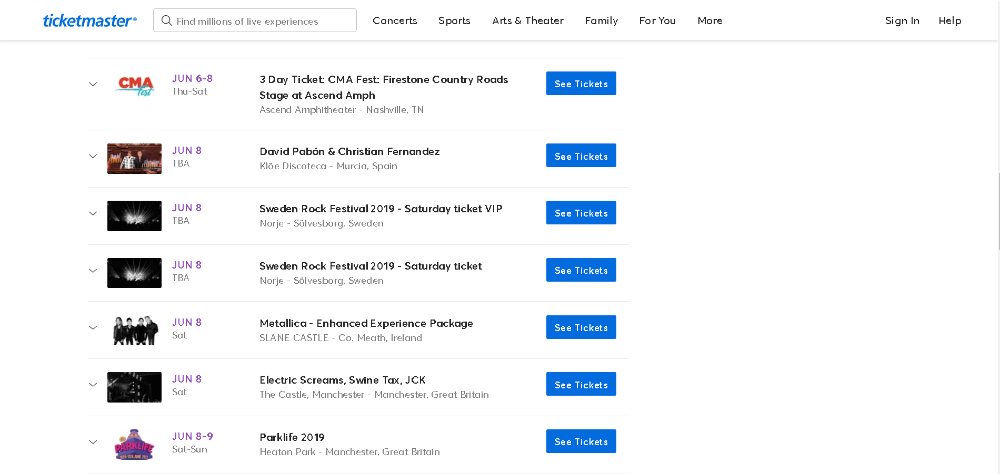 ticketmaster®
Find millions of live experiences
Concerts
Sports
Arts & Theater
Family
For You
More
Sign In
Help
CMA
fest
JUN 6-8
Thu-Sat
3 Day Ticket: CMA Fest: Firestone Country Roads
Stage at Ascend Amph
Ascend Amphitheater - Nashville, TN
See Tickets
JUN 8
TBA
David Pabón & Christian Fernandez
Klöe Discoteca - Murcia, Spain
See Tickets
JUN 8
TBA
Sweden Rock Festival 2019 - Saturday ticket VIP
Norje - Sölvesborg, Sweden
See Tickets
JUN 8
TBA
Sweden Rock Festival 2019 - Saturday ticket
Norje - Sölvesborg, Sweden
See Tickets
JUN 8
Sat
Metallica - Enhanced Experience Package
SLANE CASTLE - Co. Meath, Ireland
See Tickets
JUN 8
Sat
Electric Screams, Swine Tax, JCK
The Castle, Manchester - Manchester, Great Britain
See Tickets
PARKLIFE
JUN 8-9
Sat-Sun
Parklife 2019
Heaton Park - Manchester, Great Britain
See Tickets